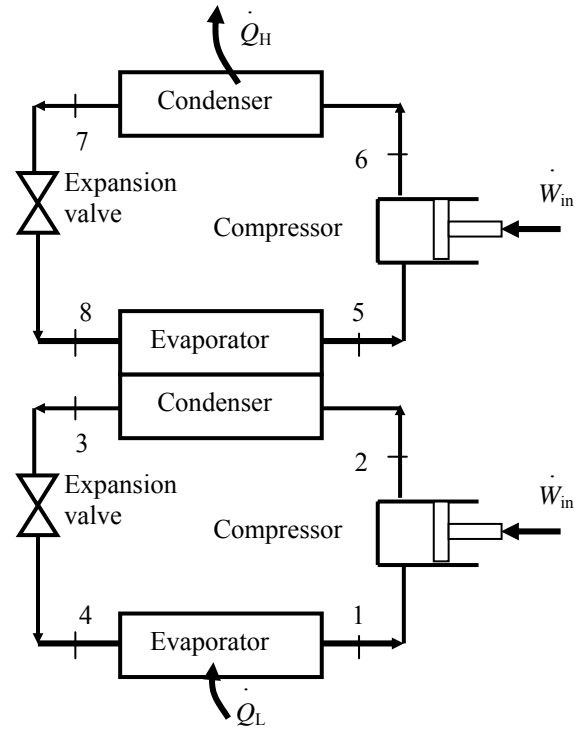 Q̇H
Condenser
7
6
Expansion
valve
Ẇin
Compressor
8
5
Evaporator
Condenser
3
2
Expansion
valve
Ẇin
Compressor
4
1
Evaporator
Q̇L